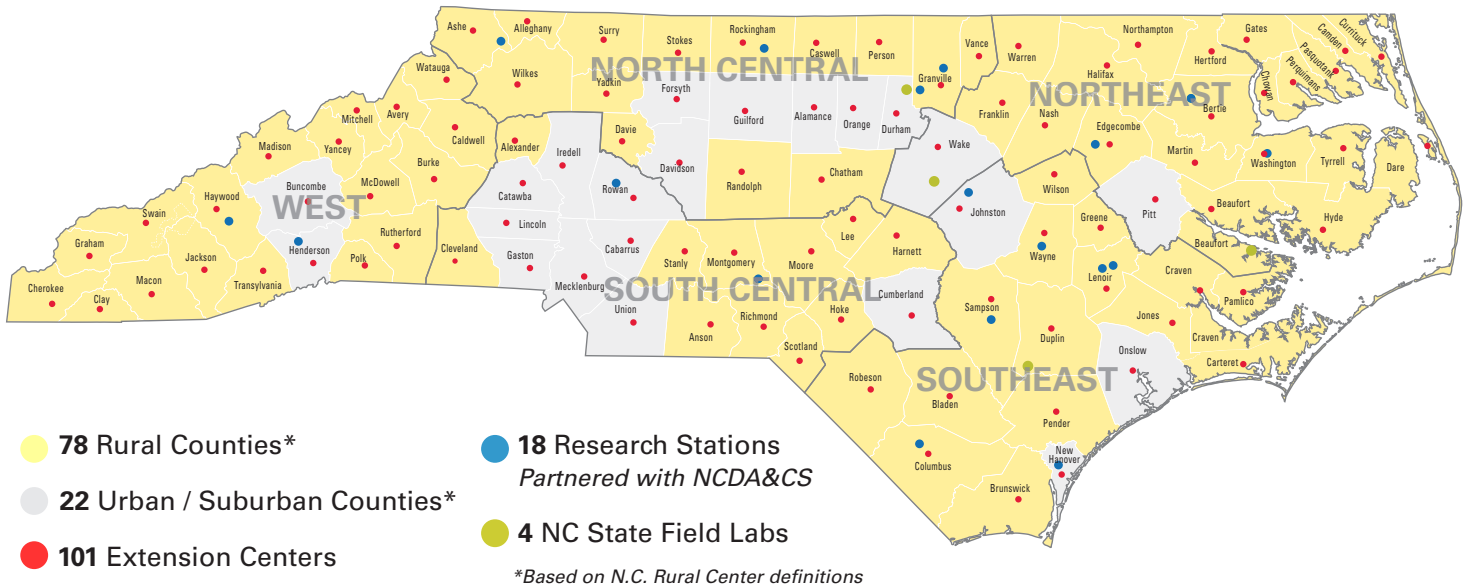 Ashe
Alleghany
Surry
Stokes
Rockingham
Caswell
Person
Vance
Warren
Northampton
Gates
Currituck
Camden
Pasquotank
Perquimans
Chowan
Hertford
Halifax
Granville
Watauga
Wilkes
Yadkin
NORTH CENTRAL
Forsyth
Guilford
Alamance
Orange
Durham
Franklin
Nash
NORTHEAST
Bertie
Edgecombe
Martin
Washington
Tyrrell
Dare
Mitchell
Avery
Caldwell
Alexander
Iredell
Davie
Davidson
Randolph
Chatham
Wake
Wilson
Madison
Yancey
Burke
McDowell
Buncombe
WEST
Haywood
Swain
Graham
Cherokee
Clay
Macon
Jackson
Transylvania
Henderson
Polk
Rutherford
Cleveland
Catawba
Lincoln
Gaston
Rowan
Cabarrus
Mecklenburg
Union
Stanly
Montgomery
Moore
Lee
Harnett
Johnston
Greene
Pitt
Beaufort
Hyde
Beaufort
Wayne
Lenoir
Craven
Pamlico
SOUTH CENTRAL
Anson
Richmond
Scotland
Hoke
Cumberland
Sampson
Duplin
Jones
Craven
Carteret
Onslow
SOUTHEAST
Robeson
Bladen
Pender
Columbus
New
Hanover
Brunswick
78 Rural Counties*
22 Urban / Suburban Counties*
101 Extension Centers
18 Research Stations
Partnered with NCDA&CS
4 NC State Field Labs
*Based on N.C. Rural Center definitions